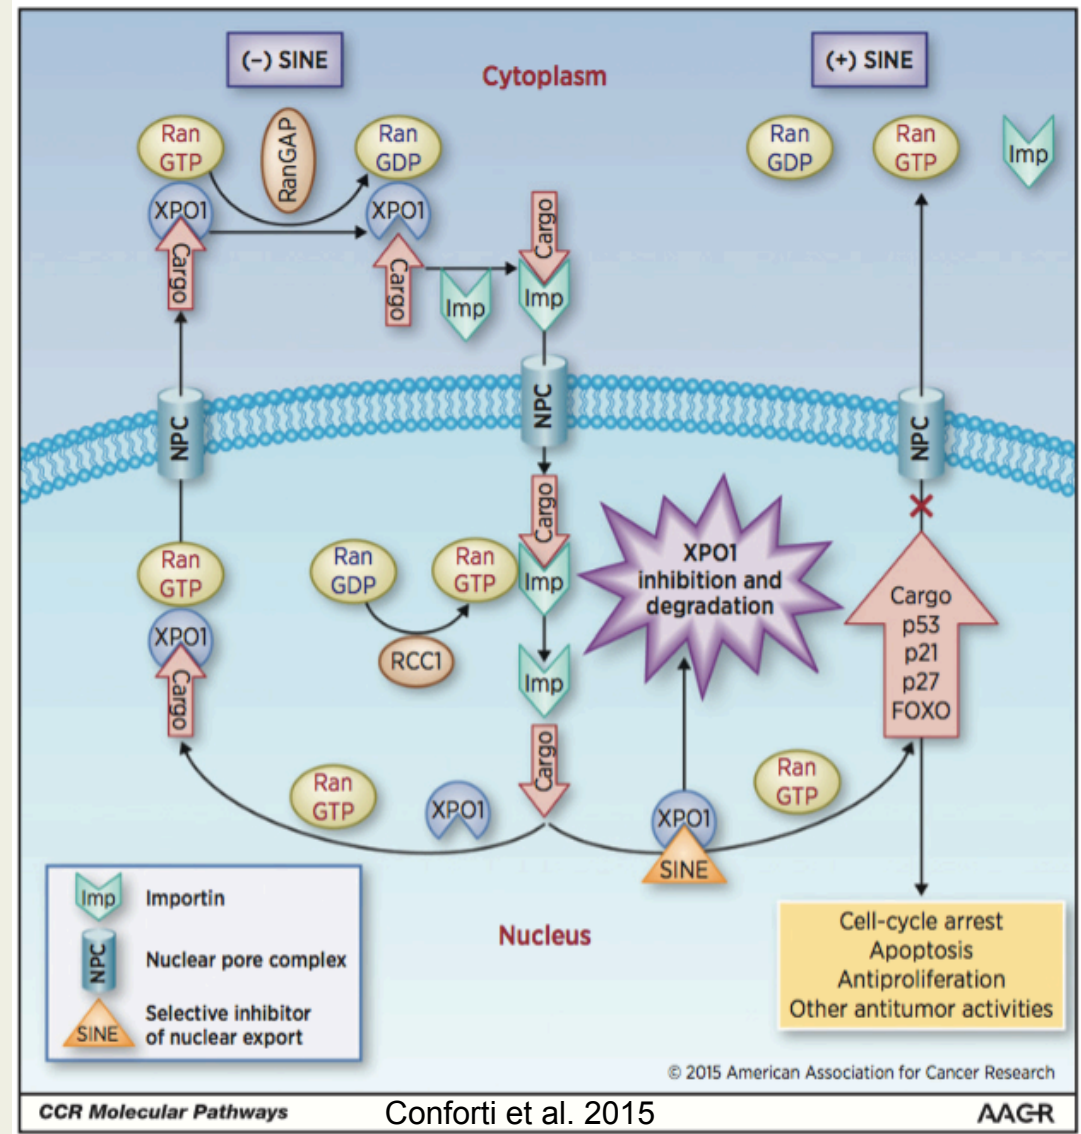 (–) SINE
Cytoplasm
(+) SINE
Ran
GTP
RanGAP
Ran
GDP
XPO1
Cargo
XPO1
Cargo
Imp
Cargo
Imp
Ran
GDP
Ran
GTP
Imp
NPC
NPC
NPC
Ran
GTP
XPO1
Cargo
Ran
GDP
RCC1
Ran
GTP
Cargo
Imp
Imp
Cargo
XPO1
inhibition and
degradation
Cargo
p53
p21
p27
FOXO
Ran
GTP
XPO1
XPO1
SINE
Ran
GTP
Nucleus
Imp
Importin
NPC
Nuclear pore complex
SINE
Selective inhibitor
of nuclear export
Cell-cycle arrest
Apoptosis
Antiproliferation
Other antitumor activities
© 2015 American Association for Cancer Research
CCR Molecular Pathways
Conforti et al. 2015
AACR